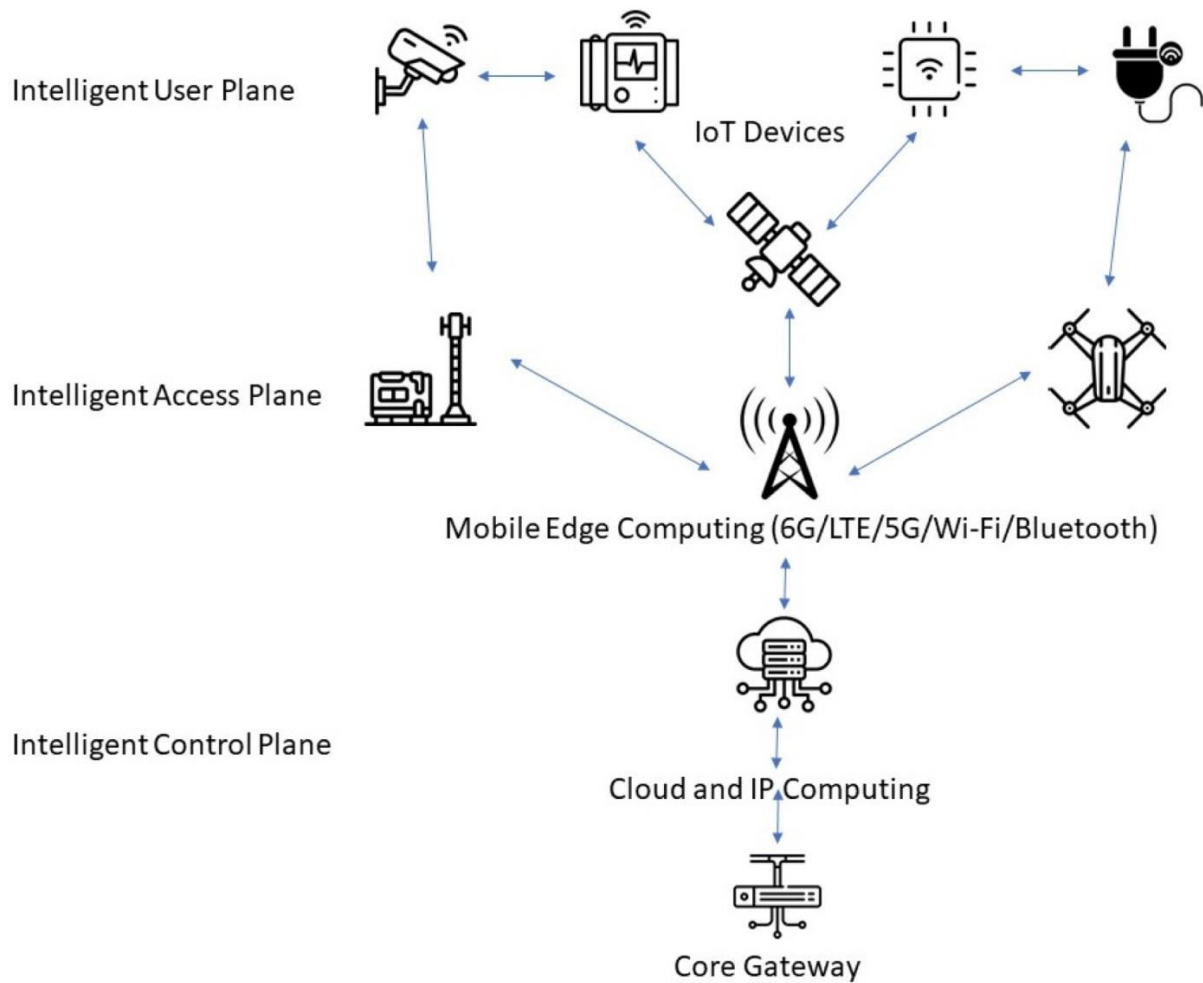 Intelligent User Plane
IoT Devices
Intelligent Access Plane
Mobile Edge Computing (6G/LTE/5G/Wi-Fi/Bluetooth)
Intelligent Control Plane
Cloud and IP Computing
Core Gateway